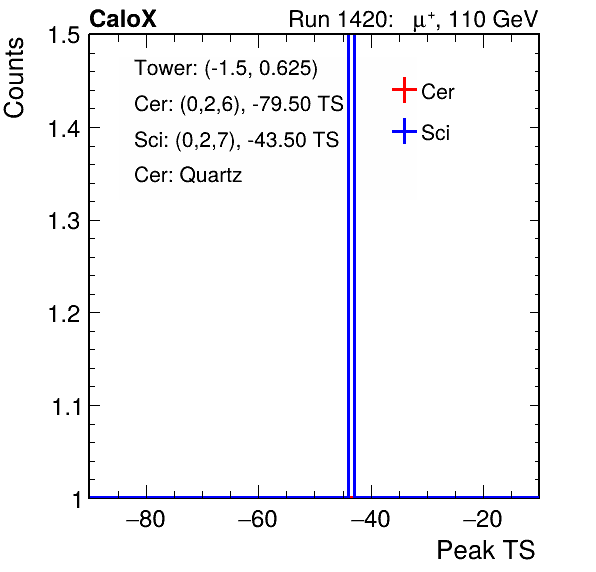 CaloX Run 1420: μ⁺, 110 GeV
Counts
1.5
1.4
1.3
1.2
1.1
1
Tower: (-1.5, 0.625)
Cer: (0,2,6), -79.50 TS
Sci: (0,2,7), -43.50 TS
Cer: Quartz
Cer
Sci
−80 −60 −40 −20
Peak TS